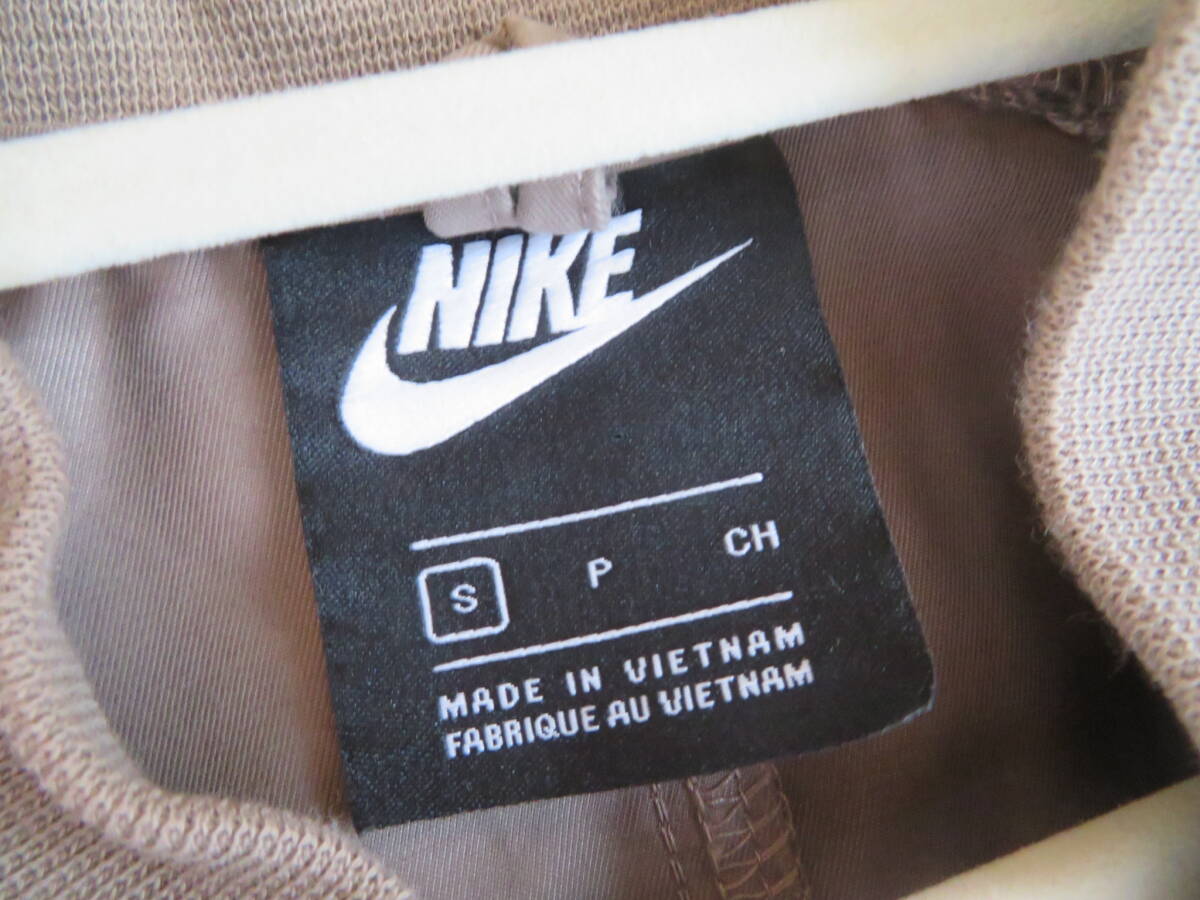 NIKE
S P CH
MADE IN VIETNAM
FABRIQUE AU VIETNAM